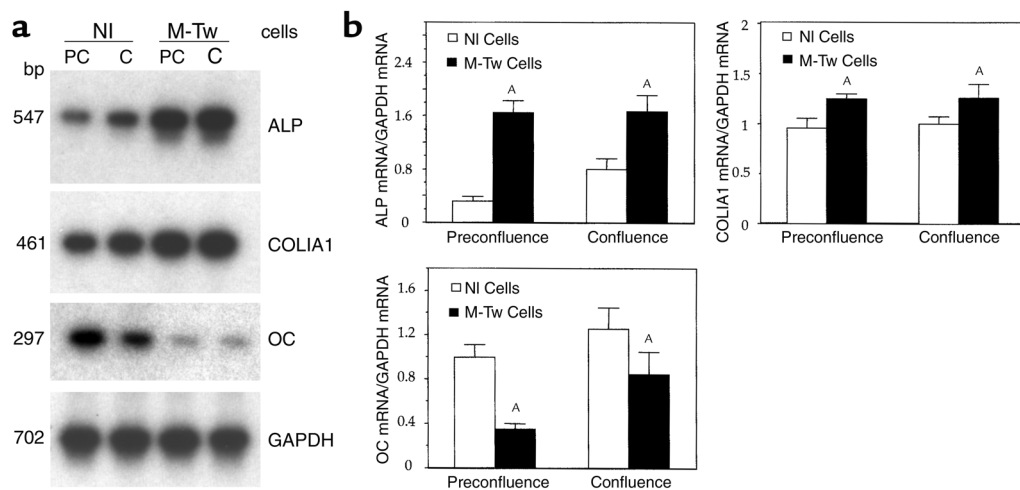 a
NI M-Tw cells
bp PC C PC C
547 ALP
461 COLIA1
297 OC
702 GAPDH
b
ALP mRNA/GAPDH mRNA
2.4
1.6
0.8
0
NI Cells
M-Tw Cells
A
A
Preconfluence Confluence
COLIA1 mRNA/GAPDH mRNA
2
1.5
1
0.5
0
NI Cells
M-Tw Cells
A
A
Preconfluence Confluence
OC mRNA/GAPDH mRNA
1.6
1.2
0.8
0.4
0
NI Cells
M-Tw Cells
A
A
Preconfluence Confluence